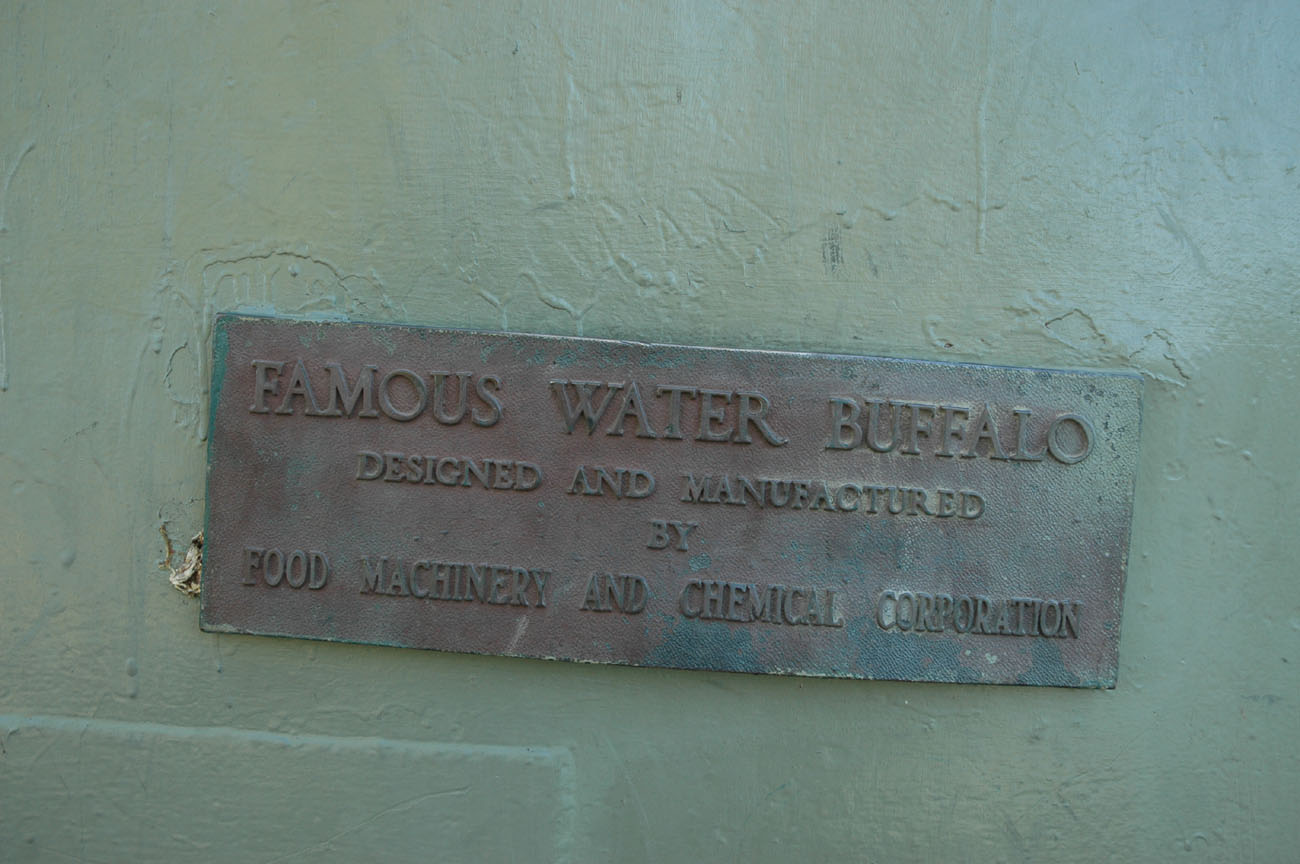 FAMOUS WATER BUFFALO
DESIGNED AND MANUFACTURED
BY
FOOD MACHINERY AND CHEMICAL CORPORATION